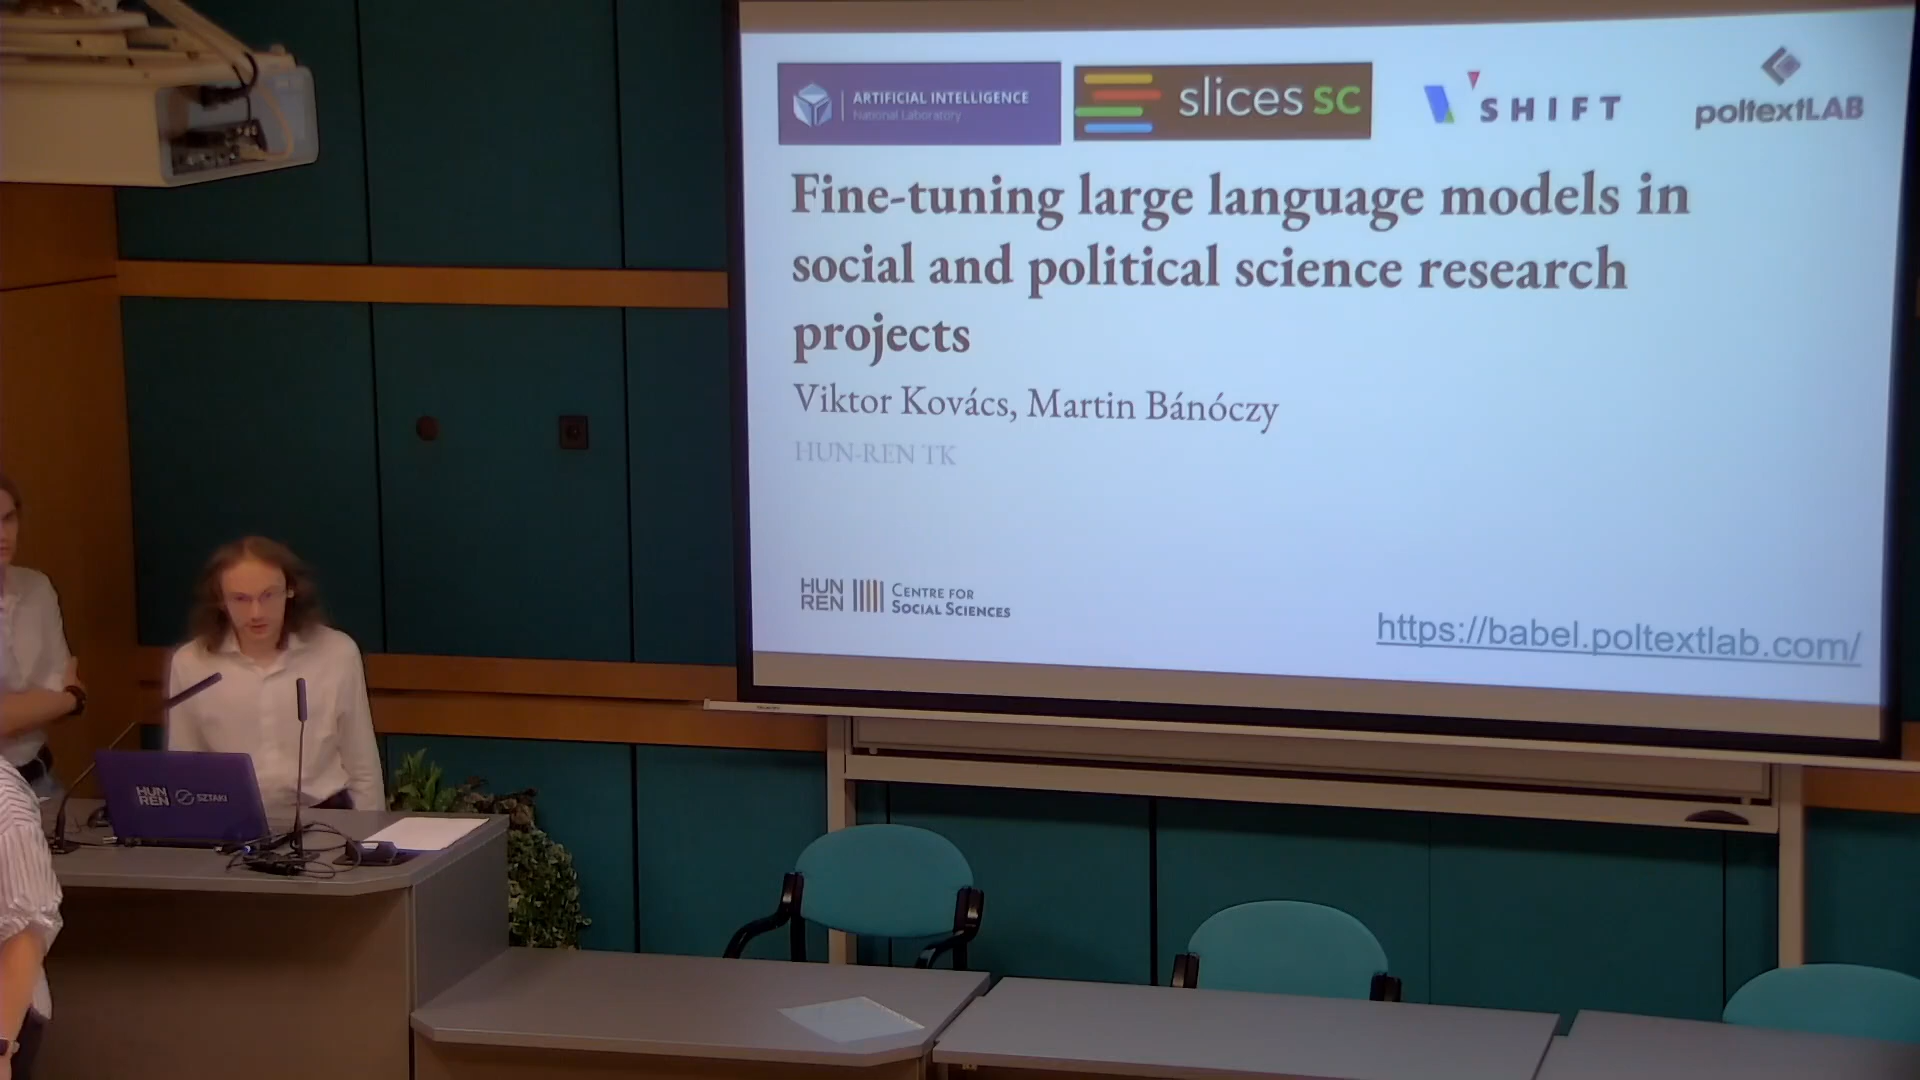 ARTIFICIAL INTELLIGENCE
National Laboratory
slices sc
SHIFT
poltextLAB
Fine-tuning large language models in
social and political science research
projects
Viktor Kovács, Martin Bánóczy
HUN-REN TK
HUN
REN
CENTRE FOR
SOCIAL SCIENCES
https://babel.poltextlab.com/
HUN
REN
SZTAKI